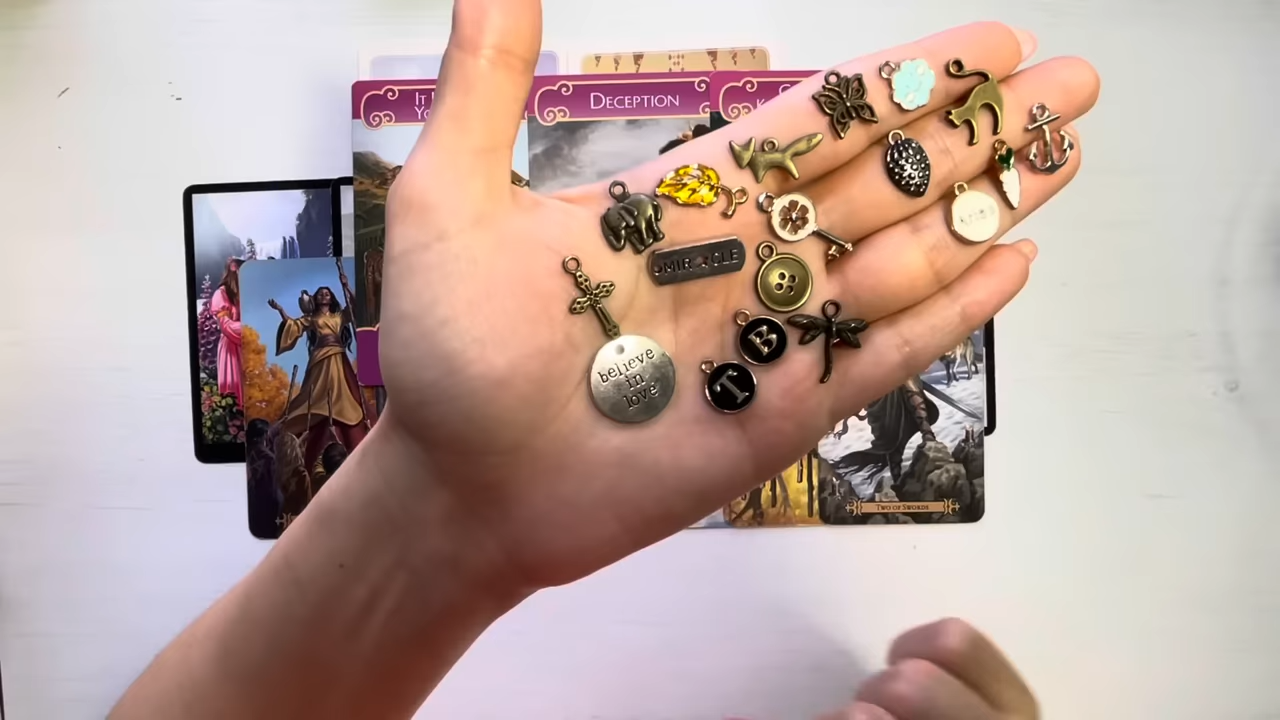 DECEPTION
MIRACLE
believe
in
love
B
T
TWO OF SWORDS